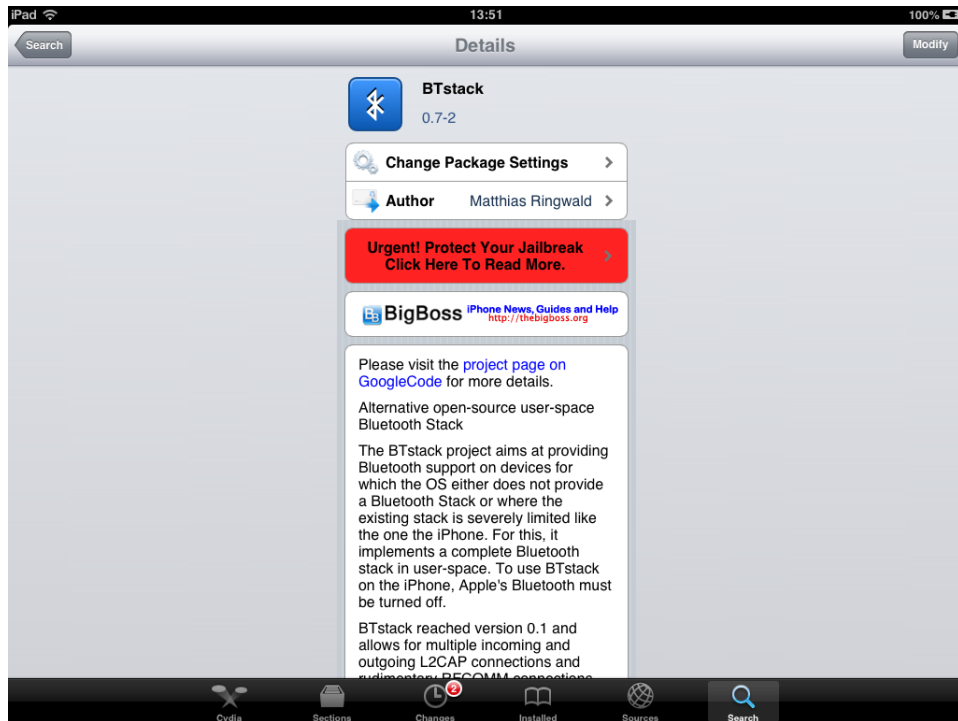 iPad 13:51 100%
Search Details Modify
BTstack
0.7-2
Change Package Settings
Author Matthias Ringwald
Urgent! Protect Your Jailbreak
Click Here To Read More.
BigBoss iPhone News, Guides and Help
http://thebigboss.org
Please visit the project page on
GoogleCode for more details.
Alternative open-source user-space
Bluetooth Stack
The BTstack project aims at providing
Bluetooth support on devices for
which the OS either does not provide
a Bluetooth Stack or where the
existing stack is severely limited like
the one the iPhone. For this, it
implements a complete Bluetooth
stack in user-space. To use BTstack
on the iPhone, Apple's Bluetooth must
be turned off.
BTstack reached version 0.1 and
allows for multiple incoming and
outgoing L2CAP connections and
rudimentary RFCOMM connections
2
Cydia Sections Changes Installed Sources Search